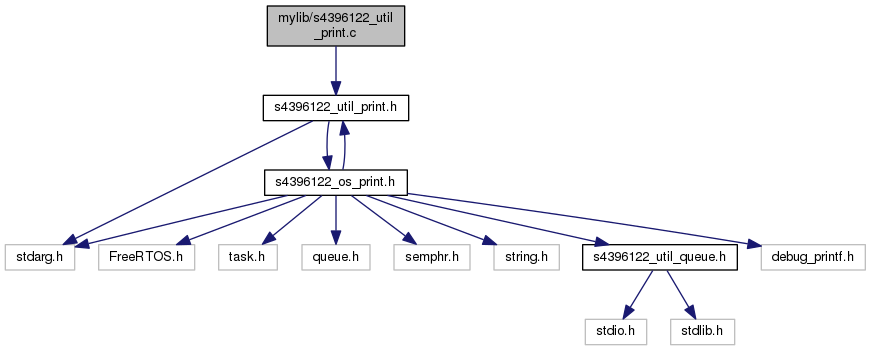 mylib/s4396122_util
_print.c
s4396122_util_print.h
s4396122_os_print.h
stdarg.h
FreeRTOS.h
task.h
queue.h
semphr.h
string.h
s4396122_util_queue.h
debug_printf.h
stdio.h
stdlib.h